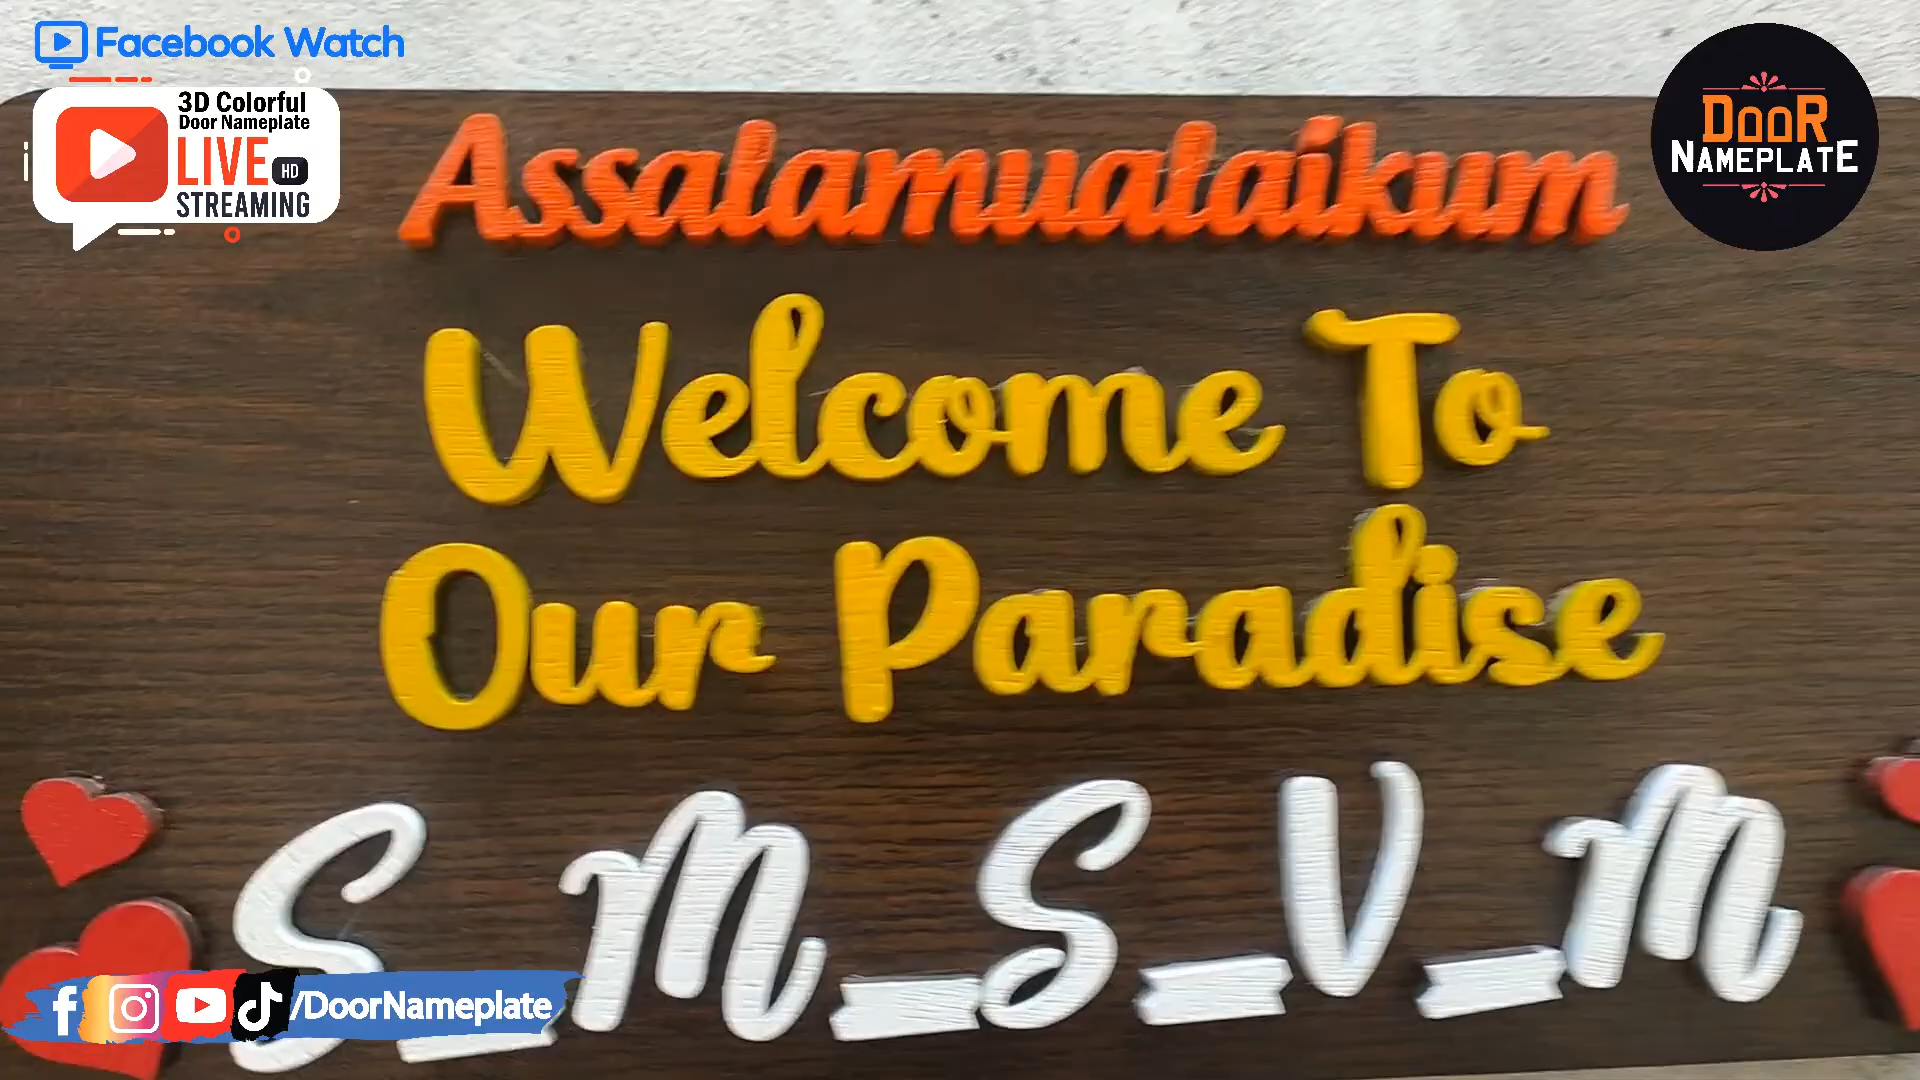 Facebook Watch
3D Colorful
Door Nameplate
LIVE HD
STREAMING
DOOR
NAMEPLATE
Assalamualaikum
Welcome To
Our Paradise
S_M_S_V_M
/DoorNameplate